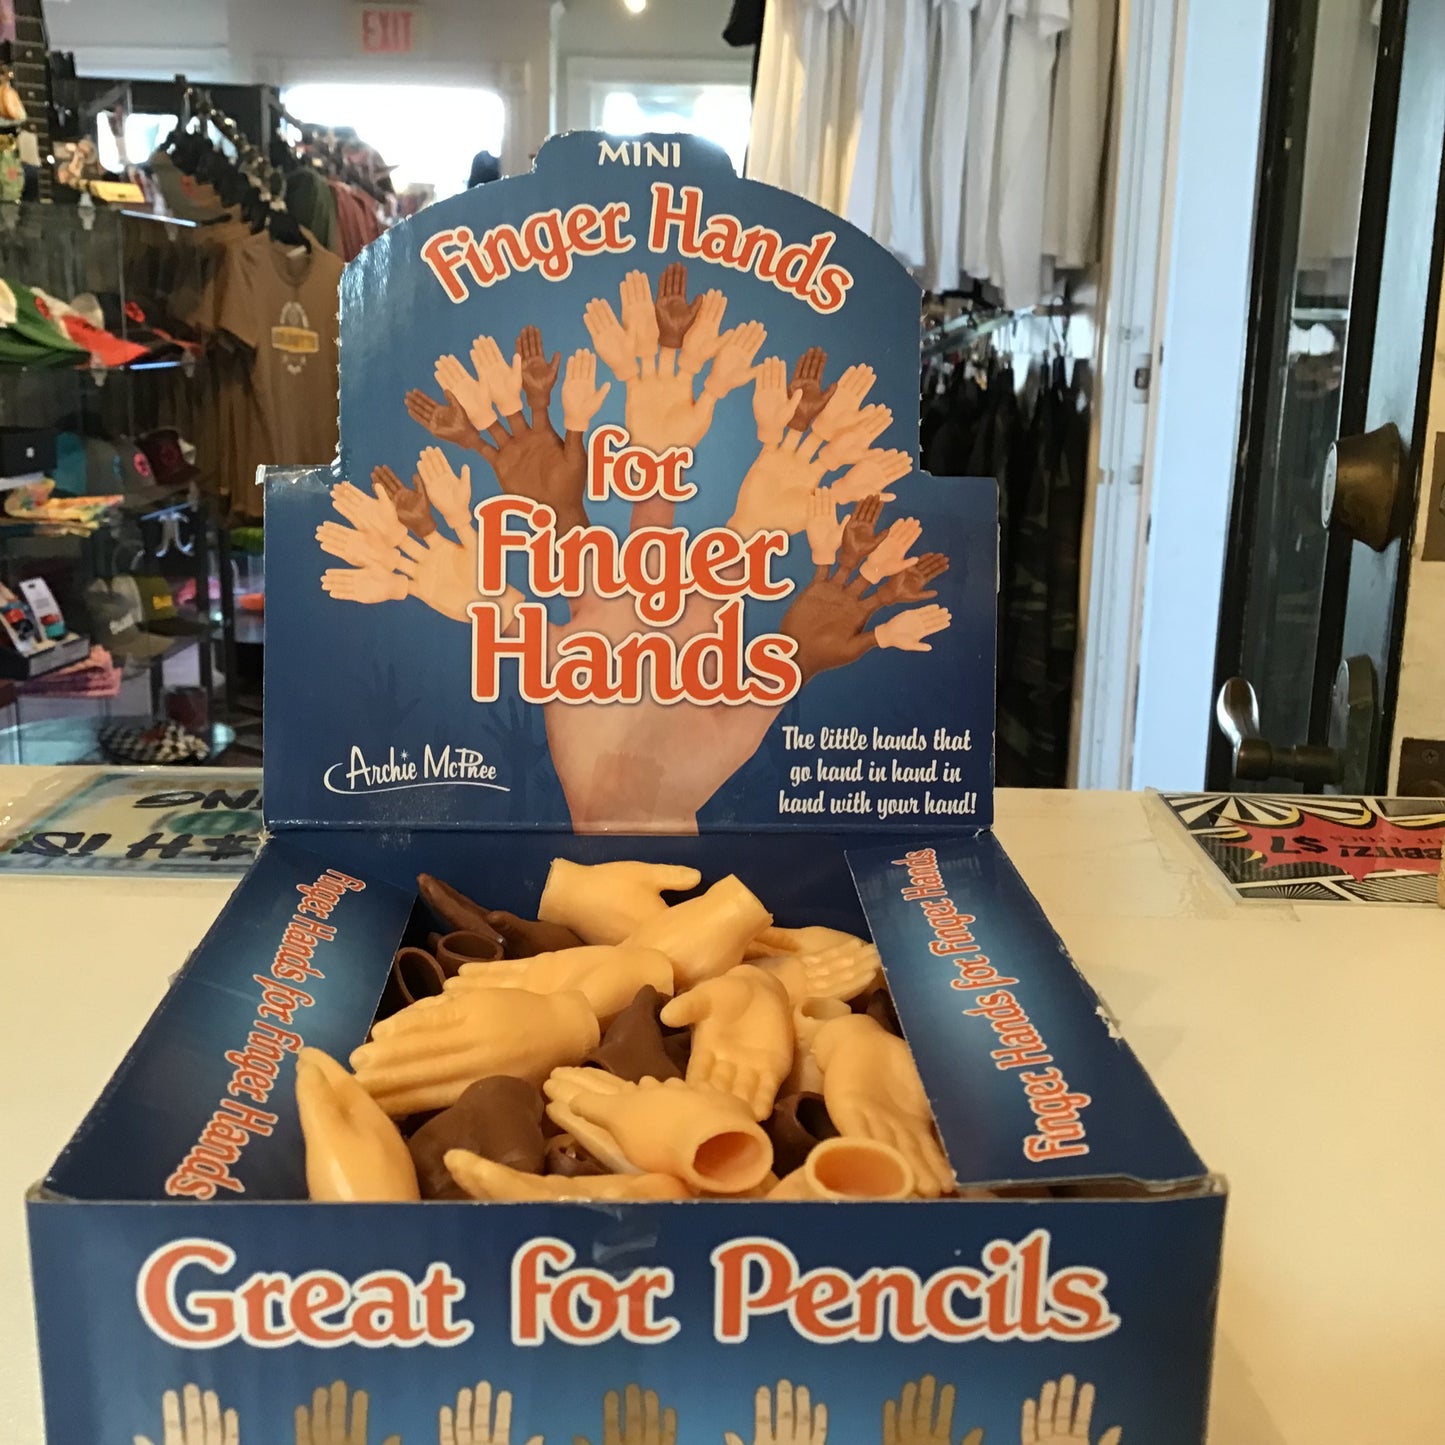 EXIT
MINI
Finger Hands
for
Finger
Hands
Archie McPhee
The little hands that
go hand in hand in
hand with your hand!
Finger Hands for Finger Hands
Finger Hands for Finger Hands
$7
Great for Pencils